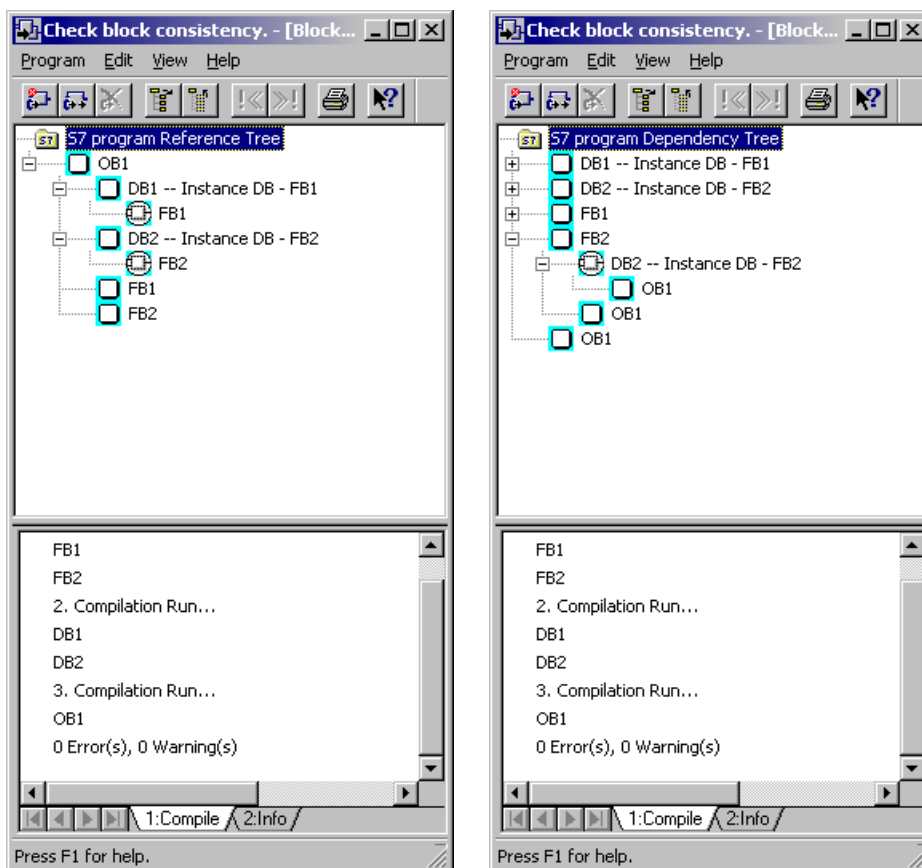 Check block consistency. - [Block...
Program Edit View Help
S7 program Reference Tree
OB1
DB1 -- Instance DB - FB1
FB1
DB2 -- Instance DB - FB2
FB2
FB1
FB2
FB1
FB2
2. Compilation Run...
DB1
DB2
3. Compilation Run...
OB1
0 Error(s), 0 Warning(s)
1:Compile 2:Info
Press F1 for help.
Check block consistency. - [Block...
Program Edit View Help
S7 program Dependency Tree
DB1 -- Instance DB - FB1
DB2 -- Instance DB - FB2
FB1
FB2
DB2 -- Instance DB - FB2
OB1
OB1
OB1
FB1
FB2
2. Compilation Run...
DB1
DB2
3. Compilation Run...
OB1
0 Error(s), 0 Warning(s)
1:Compile 2:Info
Press F1 for help.